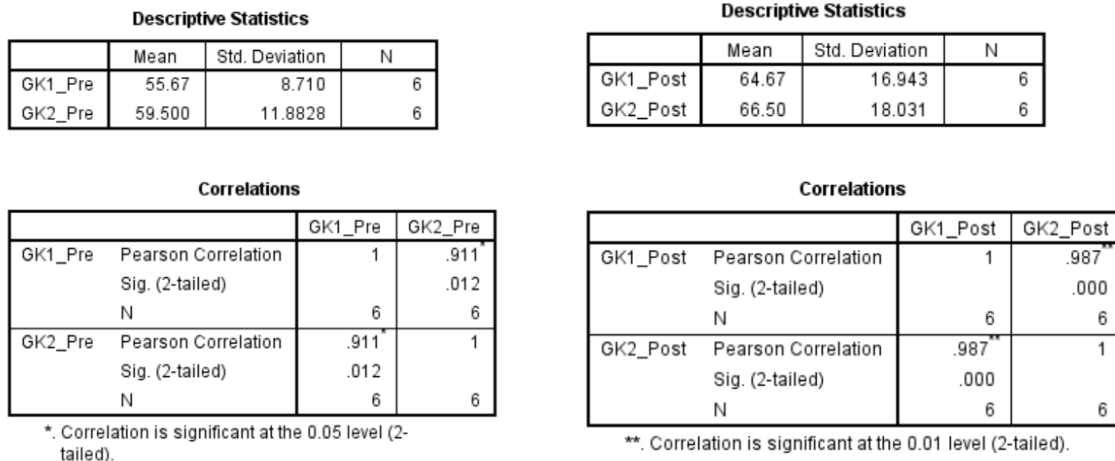 Descriptive Statistics
Mean Std. Deviation N
GK1_Pre 55.67 8.710 6
GK2_Pre 59.500 11.8828 6
Correlations
GK1_Pre GK2_Pre
GK1_Pre Pearson Correlation 1 .911*
Sig. (2-tailed) .012
N 6 6
GK2_Pre Pearson Correlation .911* 1
Sig. (2-tailed) .012
N 6 6
*. Correlation is significant at the 0.05 level (2-
tailed).
Descriptive Statistics
Mean Std. Deviation N
GK1_Post 64.67 16.943 6
GK2_Post 66.50 18.031 6
Correlations
GK1_Post GK2_Post
GK1_Post Pearson Correlation 1 .987**
Sig. (2-tailed) .000
N 6 6
GK2_Post Pearson Correlation .987** 1
Sig. (2-tailed) .000
N 6 6
**. Correlation is significant at the 0.01 level (2-tailed).